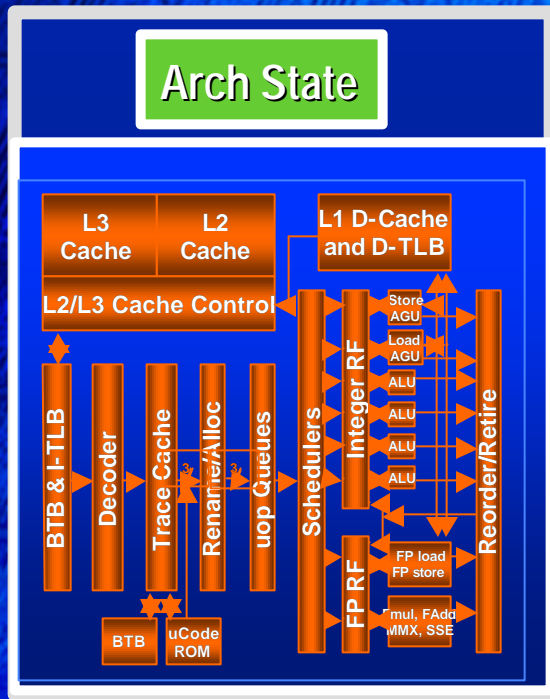 Arch State
L3
Cache
L2
Cache
L1 D-Cache
and D-TLB
L2/L3 Cache Control
BTB & I-TLB
Decoder
Trace Cache
3
Rename/Alloc
3
uop Queues
Schedulers
Integer RF
FP RF
Store
AGU
Load
AGU
ALU
ALU
ALU
ALU
FP load
FP store
Fmul, FAdd
MMX, SSE
Reorder/Retire
BTB
uCode
ROM